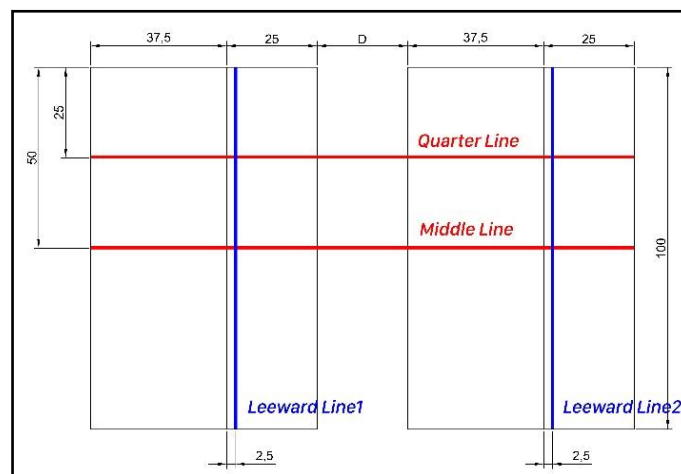 37,5 25 D 37,5 25
25
50
Quarter Line
Middle Line
100
Leeward Line1 Leeward Line2
2,5 2,5